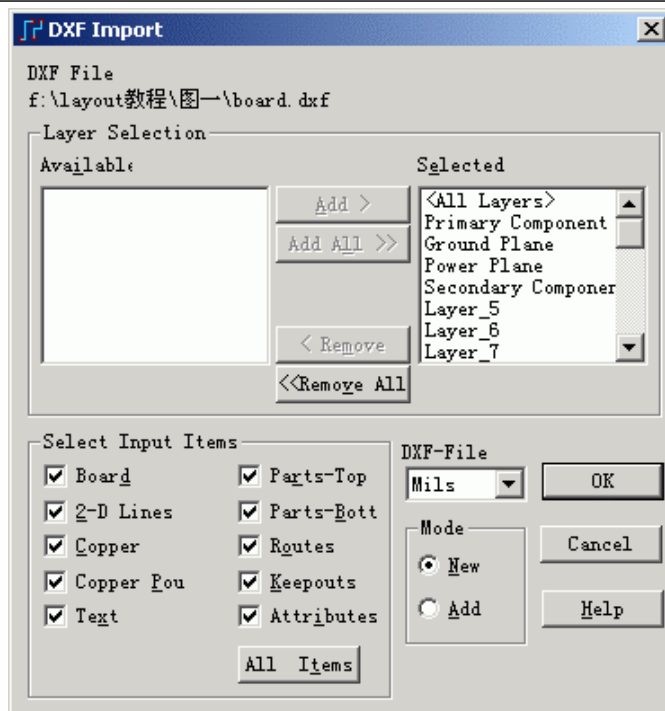 DXF Import
DXF File
f:\layout教程\图一\board.dxf
Layer Selection
Available
Selected
Add >
Add All >>
< Remove
<<Remove All
<All Layers>
Primary Component
Ground Plane
Power Plane
Secondary Componer
Layer_5
Layer_6
Layer_7
Select Input Items
Board
2-D Lines
Copper
Copper Pou
Text
Parts-Top
Parts-Bott
Routes
Keepouts
Attributes
All Items
DXF-File
Mils
Mode
New
Add
OK
Cancel
Help